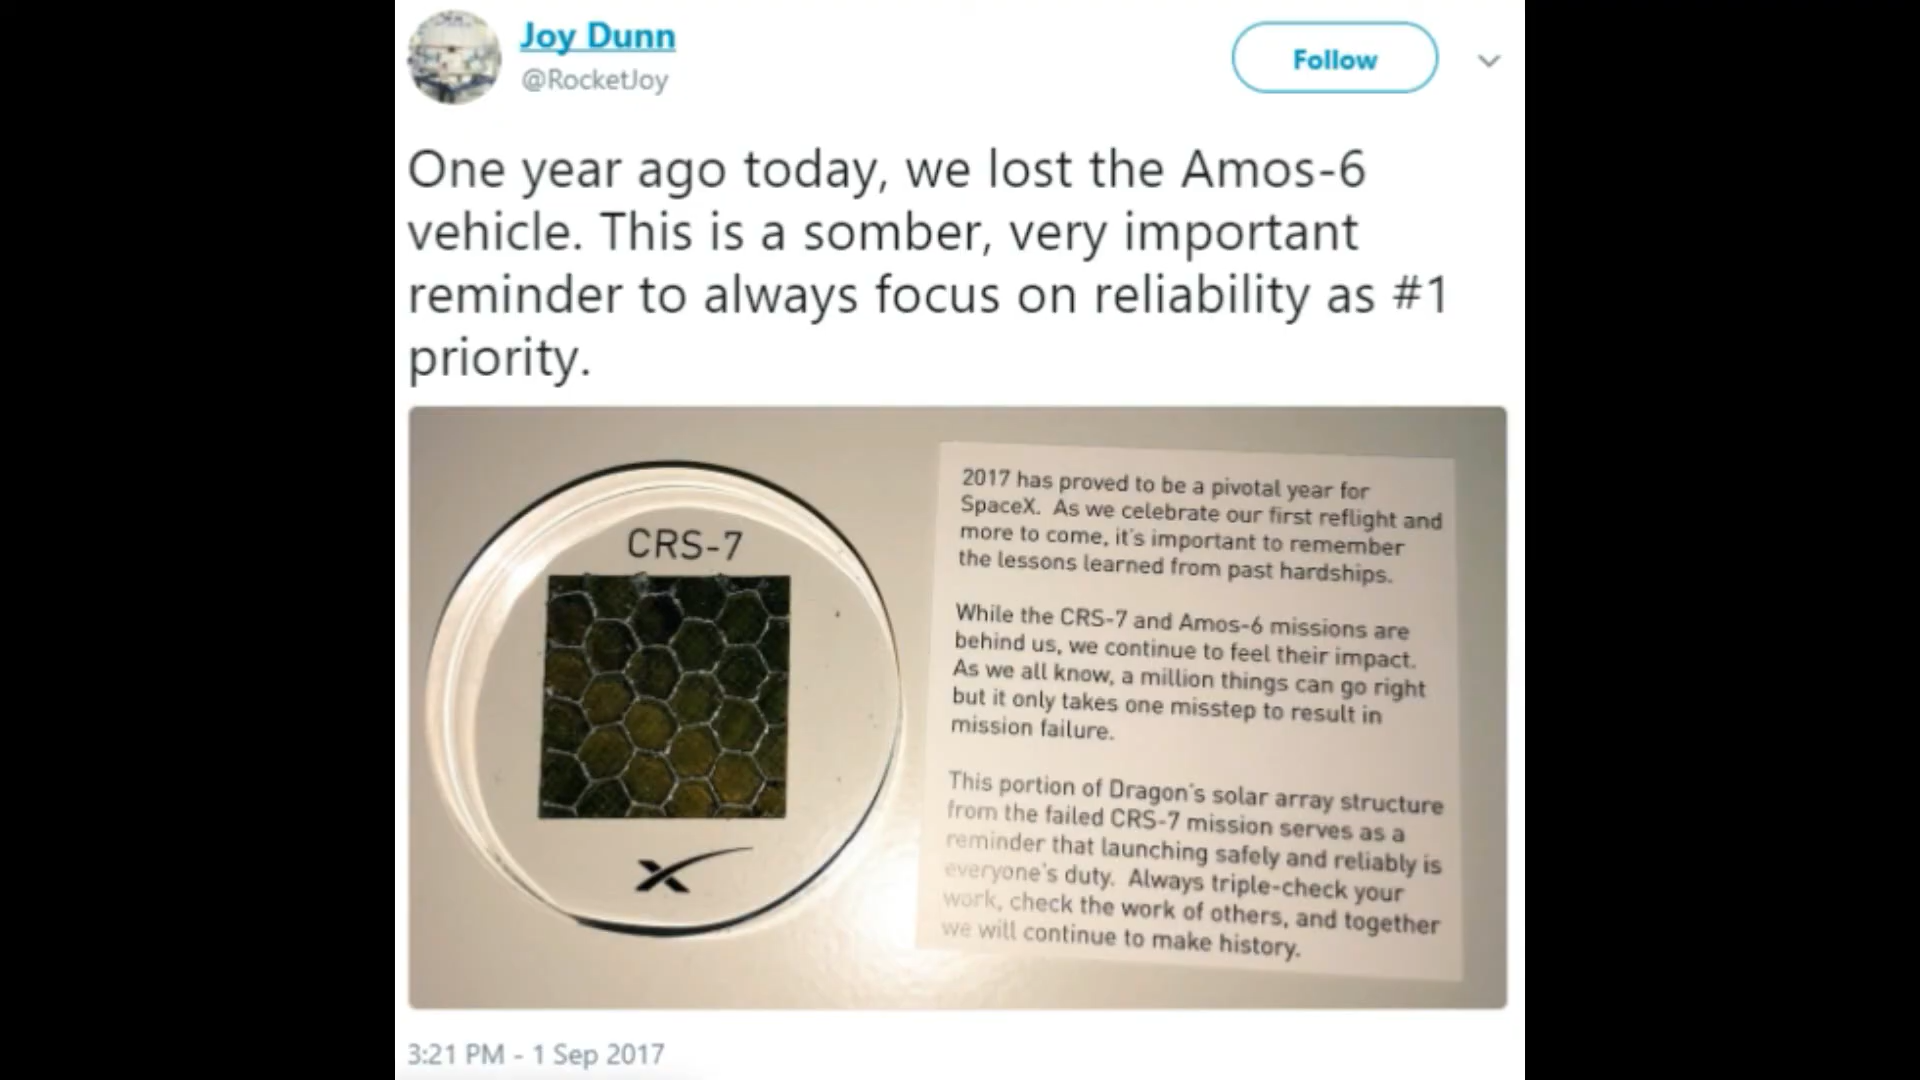 Joy Dunn
@RocketJoy
Follow
One year ago today, we lost the Amos-6
vehicle. This is a somber, very important
reminder to always focus on reliability as #1
priority.
CRS-7
2017 has proved to be a pivotal year for
SpaceX. As we celebrate our first reflight and
more to come, it's important to remember
the lessons learned from past hardships.
While the CRS-7 and Amos-6 missions are
behind us, we continue to feel their impact.
As we all know, a million things can go right
but it only takes one misstep to result in
mission failure.
This portion of Dragon's solar array structure
from the failed CRS-7 mission serves as a
reminder that launching safely and reliably is
everyone's duty. Always triple-check your
work, check the work of others, and together
we will continue to make history.
3:21 PM - 1 Sep 2017